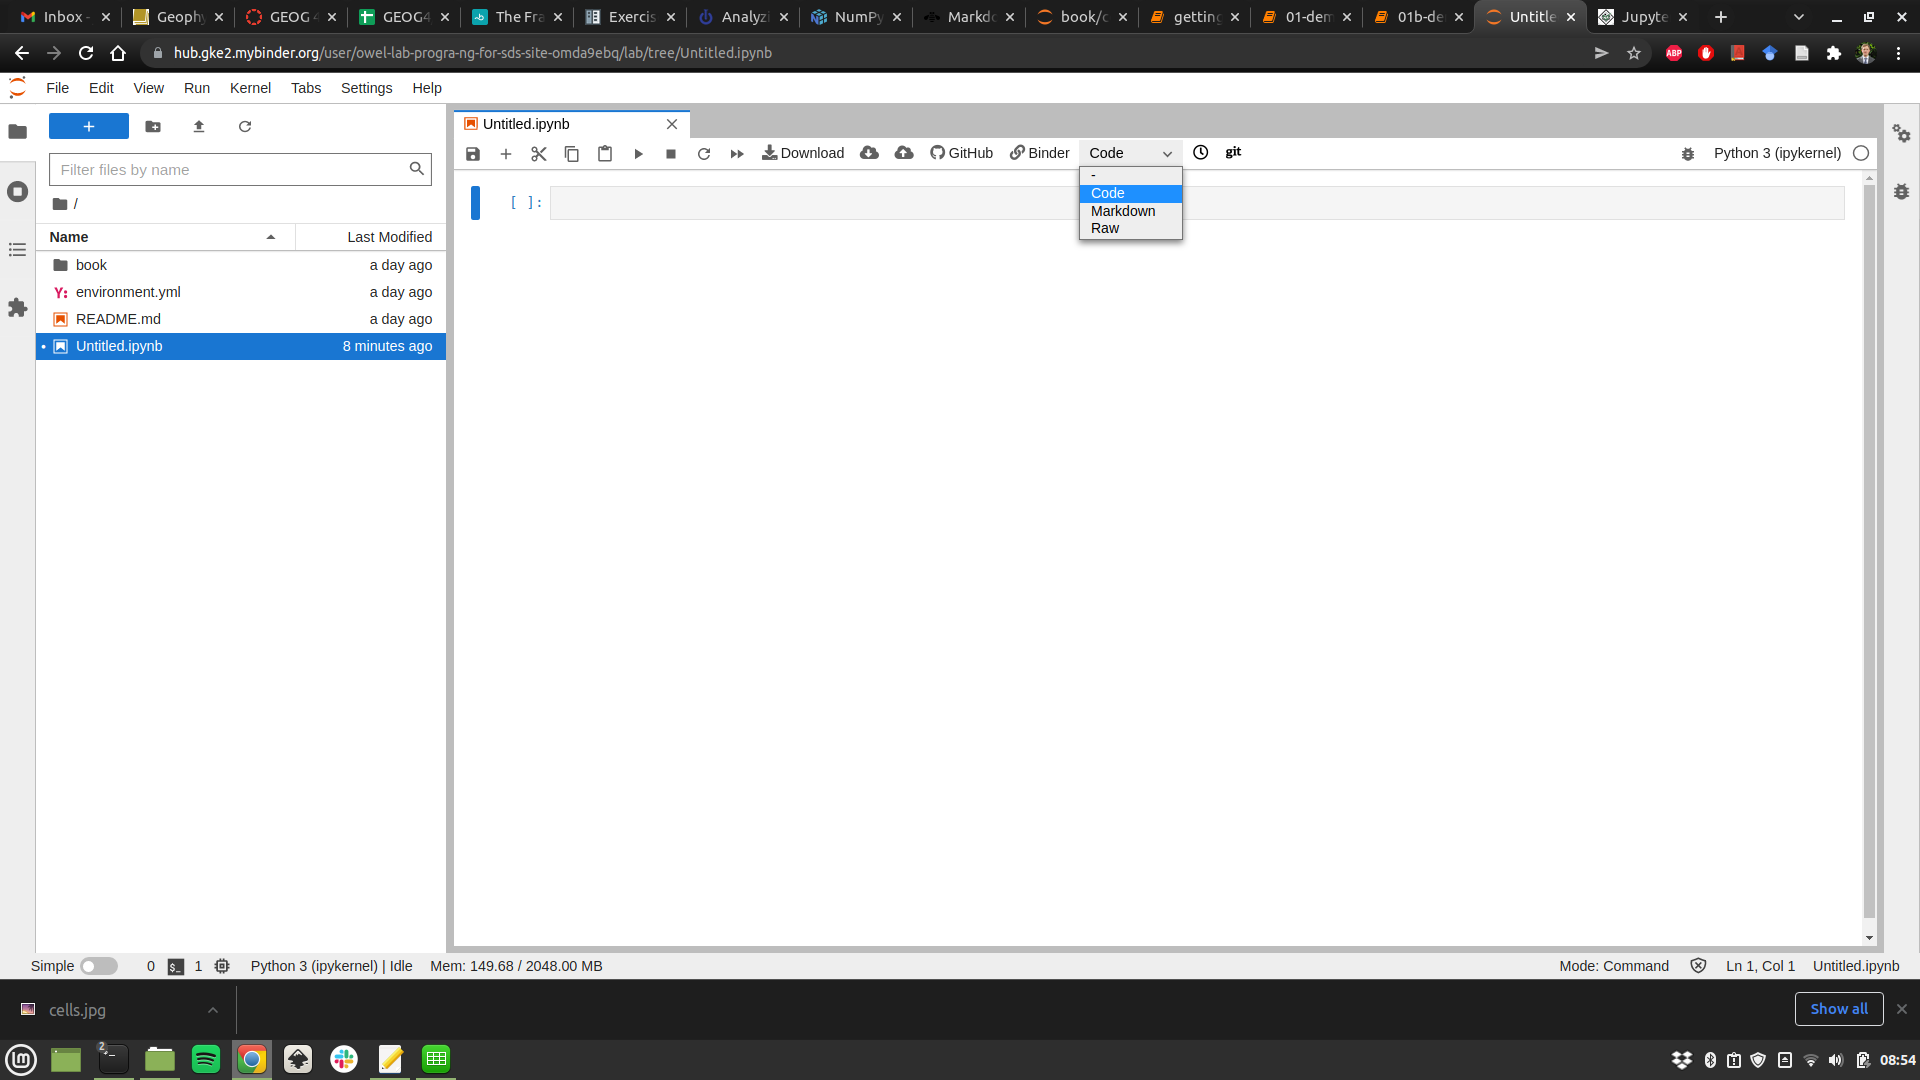 Inbox -
Geophy
GEOG 4
GEOG4
The Fra
Exercis
Analyzi
NumPy
Markdo
book/c
getting
01-dem
01b-de
Untitle
Jupyte
hub.gke2.mybinder.org/user/owel-lab-progra-ng-for-sds-site-omda9ebq/lab/tree/Untitled.ipynb
ABP
File Edit View Run Kernel Tabs Settings Help
Untitled.ipynb
Download GitHub Binder Code git Python 3 (ipykernel)
Filter files by name
-
Code
Markdown
Raw
[ ]:
/
Name Last Modified
book a day ago
Y: environment.yml a day ago
README.md a day ago
Untitled.ipynb 8 minutes ago
Simple 0 $_ 1 Python 3 (ipykernel) | Idle Mem: 149.68 / 2048.00 MB Mode: Command Ln 1, Col 1 Untitled.ipynb
cells.jpg Show all
2
08:54